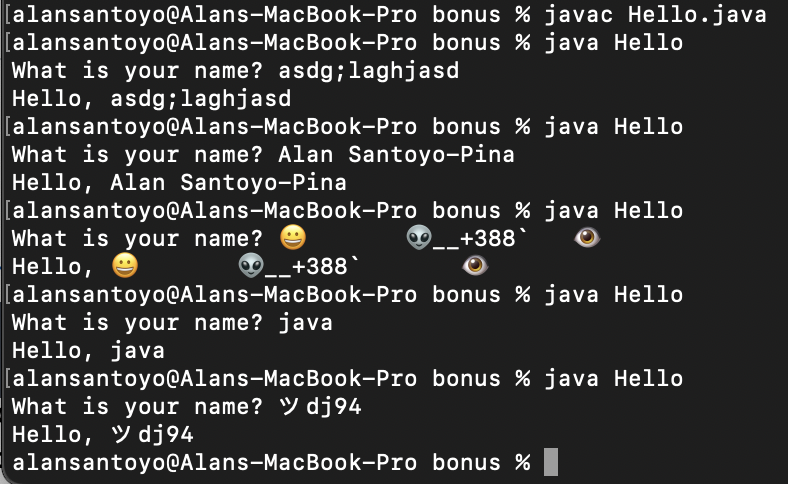 [alansantoyo@Alans-MacBook-Pro bonus % javac Hello.java
[alansantoyo@Alans-MacBook-Pro bonus % java Hello
What is your name? asdg;laghjasd
Hello, asdg;laghjasd
[alansantoyo@Alans-MacBook-Pro bonus % java Hello
What is your name? Alan Santoyo-Pina
Hello, Alan Santoyo-Pina
[alansantoyo@Alans-MacBook-Pro bonus % java Hello
What is your name? 😀       👽__+388`   👁️
Hello, 😀       👽__+388`       👁️
[alansantoyo@Alans-MacBook-Pro bonus % java Hello
What is your name? java
Hello, java
[alansantoyo@Alans-MacBook-Pro bonus % java Hello
What is your name? ツdj94
Hello, ツdj94
alansantoyo@Alans-MacBook-Pro bonus %